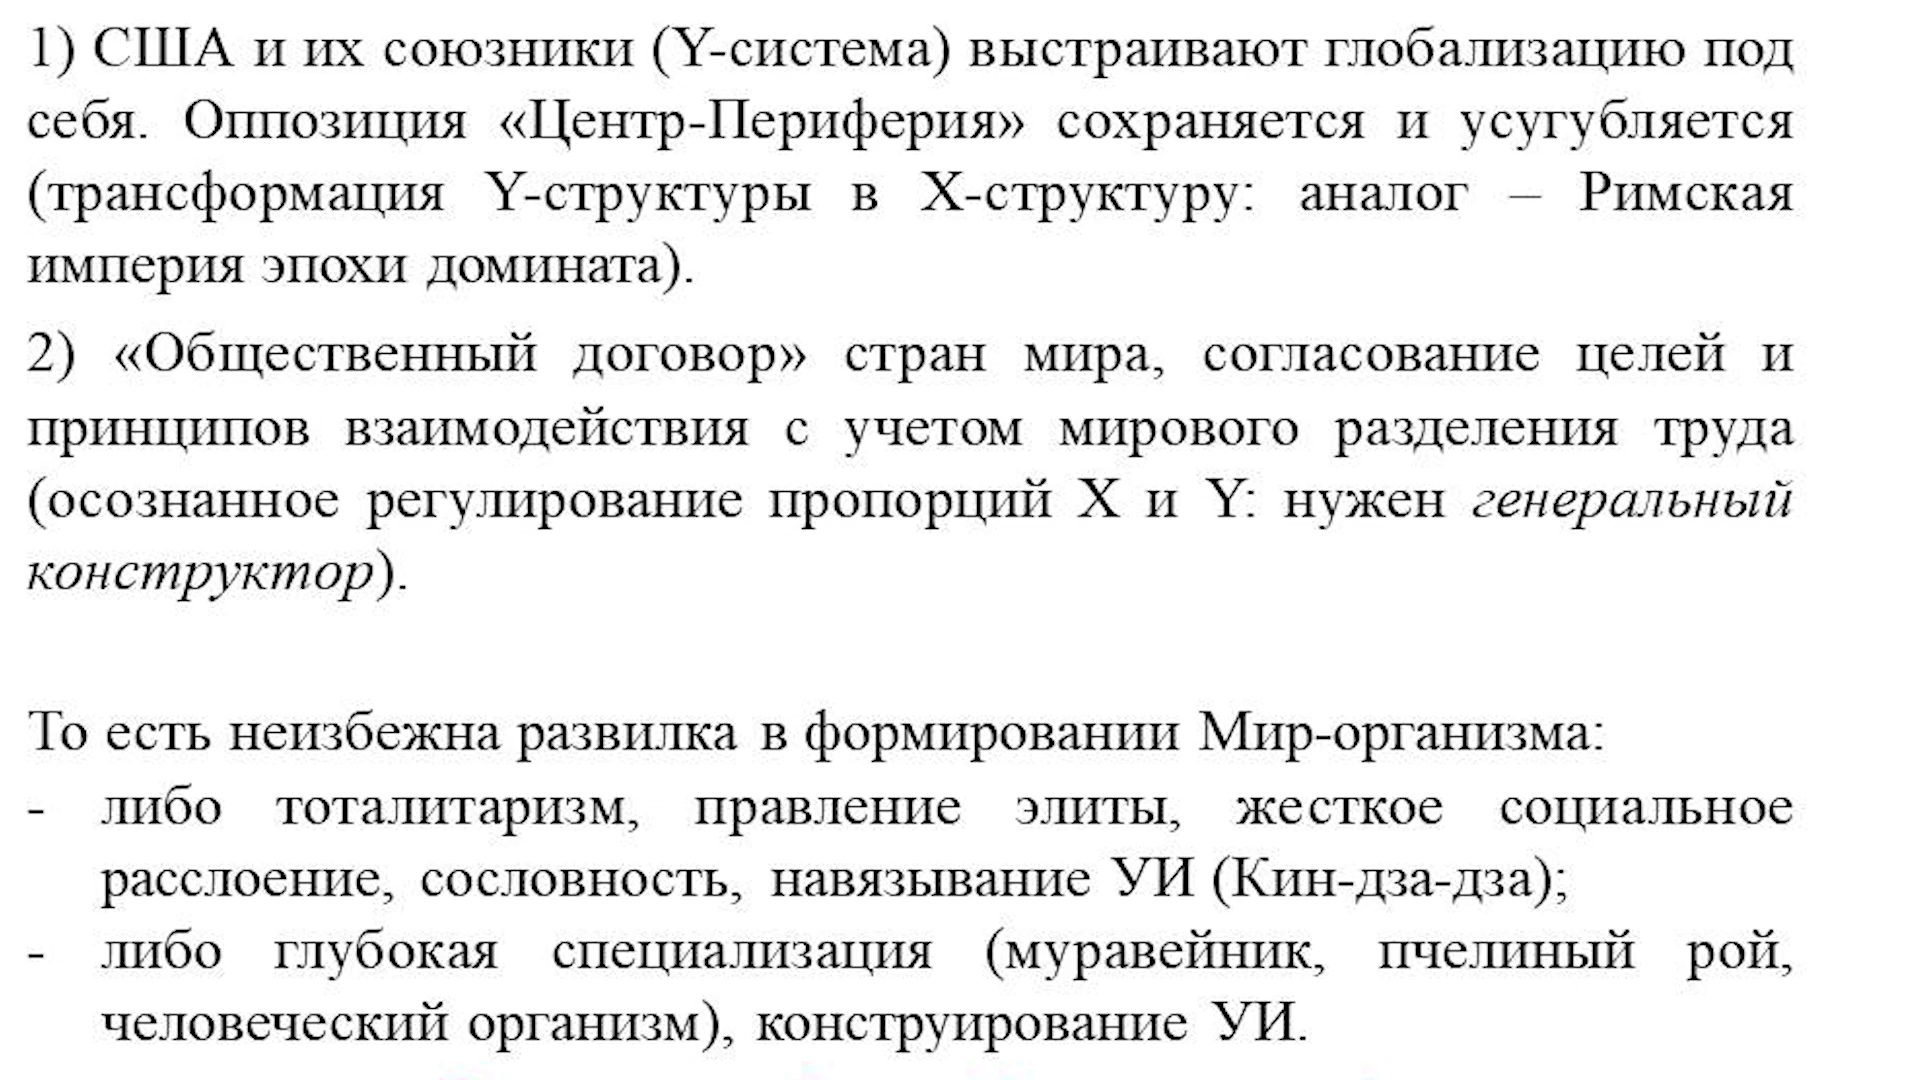 1) США и их союзники (Y-система) выстраивают глобализацию под
себя. Оппозиция «Центр-Периферия» сохраняется и усугубляется
(трансформация Y-структуры в X-структуру: аналог – Римская
империя эпохи домината).
2) «Общественный договор» стран мира, согласование целей и
принципов взаимодействия с учетом мирового разделения труда
(осознанное регулирование пропорций X и Y: нужен генеральный
конструктор).
То есть неизбежна развилка в формировании Мир-организма:
- либо тоталитаризм, правление элиты, жесткое социальное
расслоение, сословность, навязывание УИ (Кин-дза-дза);
- либо глубокая специализация (муравейник, пчелиный рой,
человеческий организм), конструирование УИ.